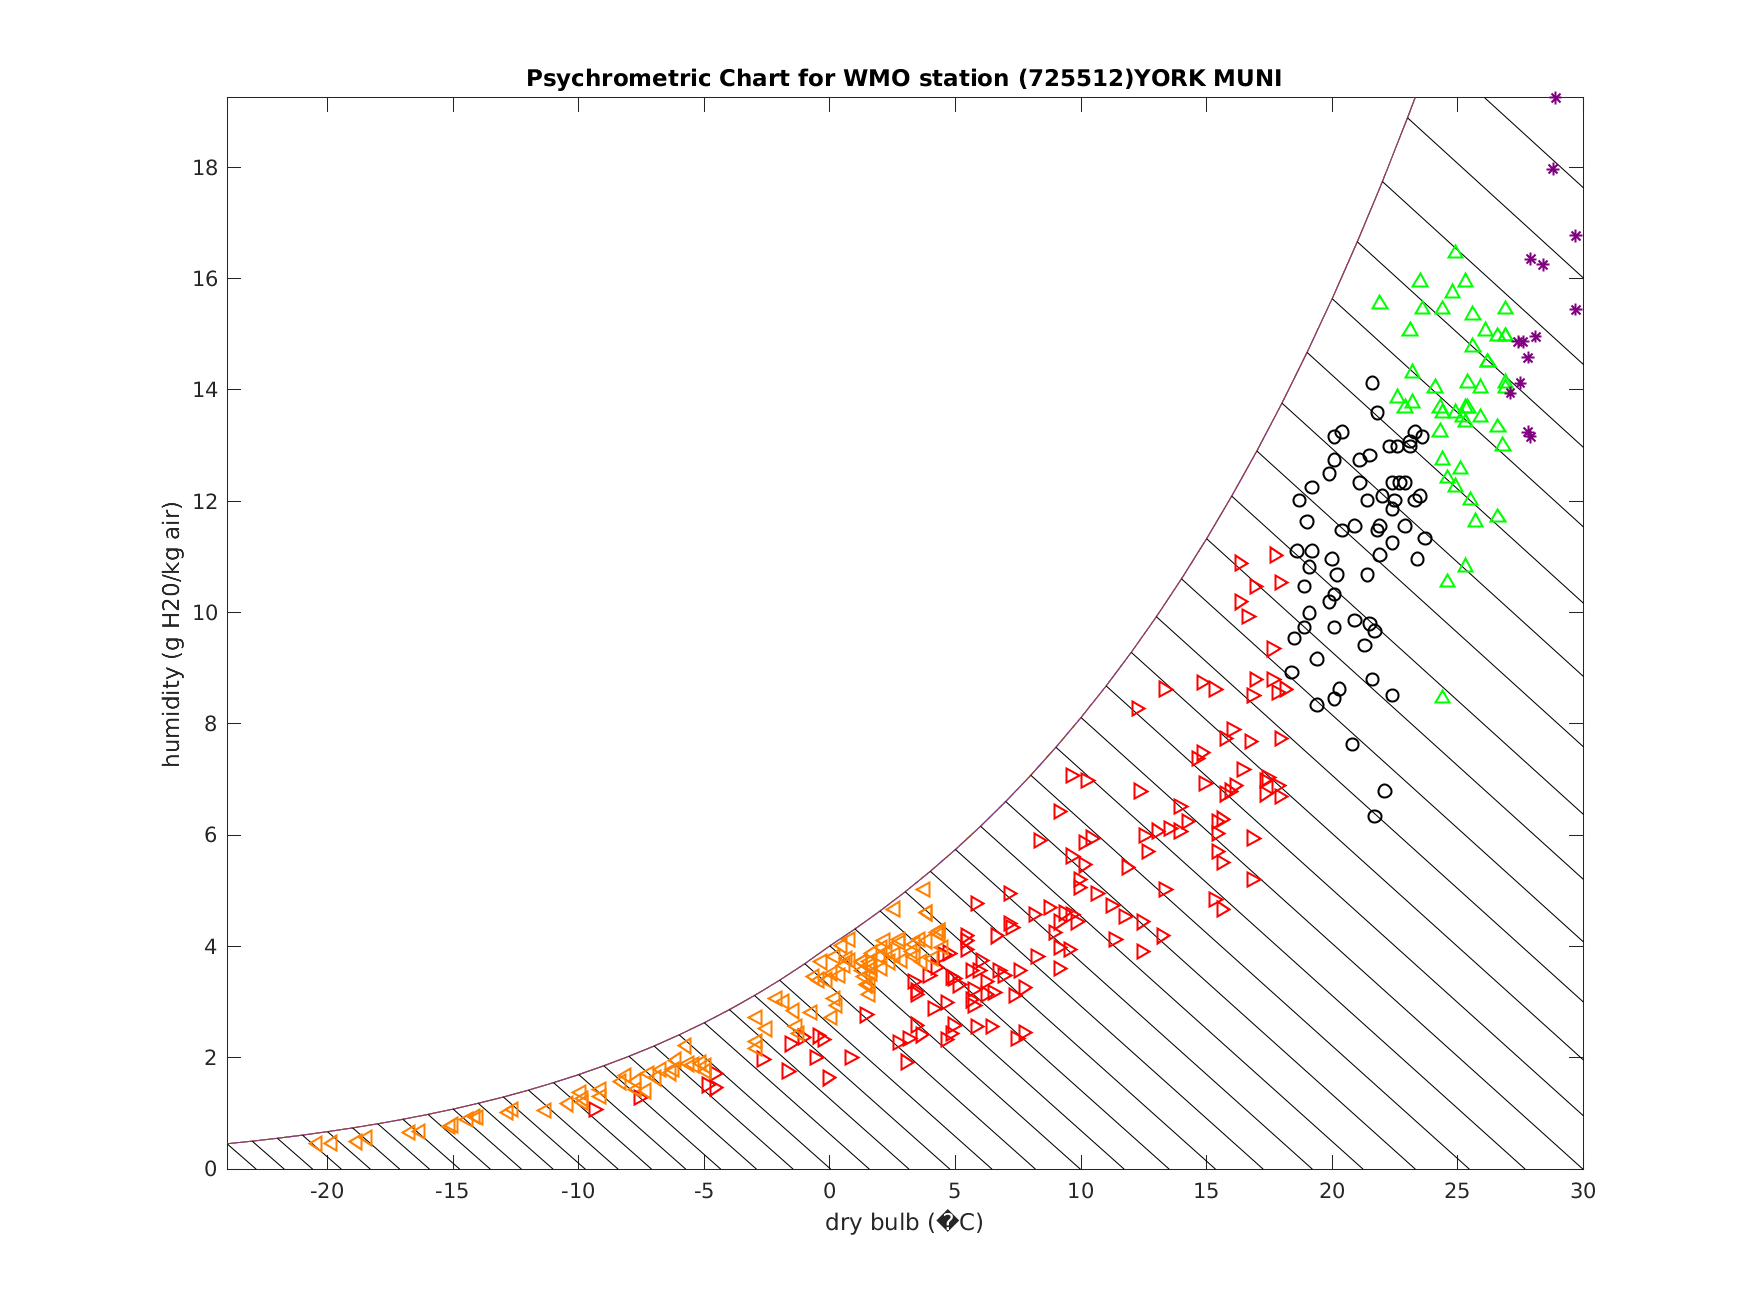 Psychrometric Chart for WMO station (725512)YORK MUNI
18
16
14
12
10
8
6
4
2
0
humidity (g H20/kg air)
-20 -15 -10 -5 0 5 10 15 20 25 30
dry bulb (�C)